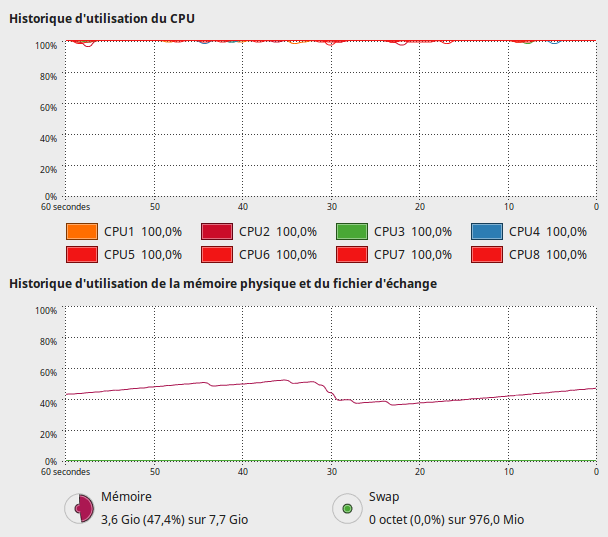 Historique d'utilisation du CPU
100%
80%
60%
40%
20%
0%
60 secondes 50 40 30 20 10 0
CPU1 100,0% CPU2 100,0% CPU3 100,0% CPU4 100,0%
CPU5 100,0% CPU6 100,0% CPU7 100,0% CPU8 100,0%
Historique d'utilisation de la mémoire physique et du fichier d'échange
100%
80%
60%
40%
20%
0%
60 secondes 50 40 30 20 10 0
Mémoire Swap
3,6 Gio (47,4%) sur 7,7 Gio 0 octet (0,0%) sur 976,0 Mio